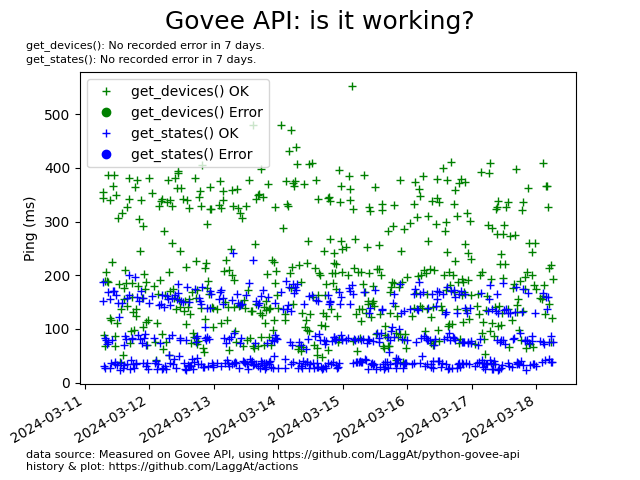 Govee API: is it working?
get_devices(): No recorded error in 7 days.
get_states(): No recorded error in 7 days.
get_devices() OK
get_devices() Error
get_states() OK
get_states() Error
Ping (ms)
500
400
300
200
100
0
2024-03-11
2024-03-12
2024-03-13
2024-03-14
2024-03-15
2024-03-16
2024-03-17
2024-03-18
data source: Measured on Govee API, using https://github.com/LaggAt/python-govee-api
history & plot: https://github.com/LaggAt/actions